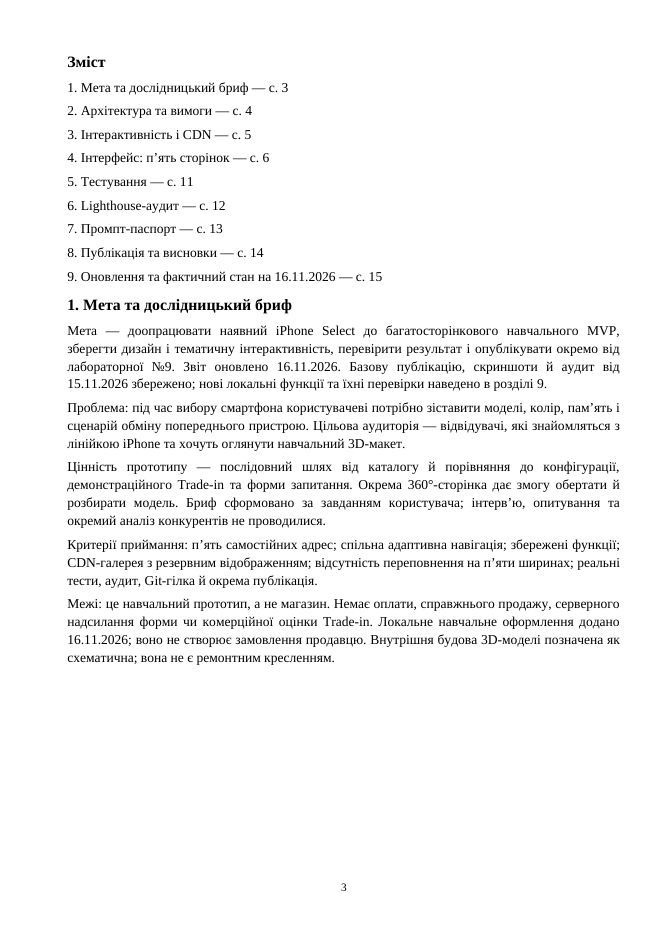 Зміст
1. Мета та дослідницький бриф — с. 3
2. Архітектура та вимоги — с. 4
3. Інтерактивність і CDN — с. 5
4. Інтерфейс: п’ять сторінок — с. 6
5. Тестування — с. 11
6. Lighthouse-аудит — с. 12
7. Промпт-паспорт — с. 13
8. Публікація та висновки — с. 14
9. Оновлення та фактичний стан на 16.11.2026 — с. 15
1. Мета та дослідницький бриф
Мета — доопрацювати наявний iPhone Select до багатосторінкового навчального MVP,
зберегти дизайн і тематичну інтерактивність, перевірити результат і опублікувати окремо від
лабораторної №9. Звіт оновлено 16.11.2026. Базову публікацію, скриншоти й аудит від
15.11.2026 збережено; нові локальні функції та їхні перевірки наведено в розділі 9.
Проблема: під час вибору смартфона користувачеві потрібно зіставити моделі, колір, пам’ять і
сценарій обміну попереднього пристрою. Цільова аудиторія — відвідувачі, які знайомляться з
лінійкою iPhone та хочуть оглянути навчальний 3D-макет.
Цінність прототипу — послідовний шлях від каталогу й порівняння до конфігурації,
демонстраційного Trade-in та форми запитання. Окрема 360°-сторінка дає змогу обертати й
розбирати модель. Бриф сформовано за завданням користувача; інтерв’ю, опитування та
окремий аналіз конкурентів не проводилися.
Критерії приймання: п’ять самостійних адрес; спільна адаптивна навігація; збережені функції;
CDN-галерея з резервним відображенням; відсутність переповнення на п’яти ширинах; реальні
тести, аудит, Git-гілка й окрема публікація.
Межі: це навчальний прототип, а не магазин. Немає оплати, справжнього продажу, серверного
надсилання форми чи комерційної оцінки Trade-in. Локальне навчальне оформлення додано
16.11.2026; воно не створює замовлення продавцю. Внутрішня будова 3D-моделі позначена як
схематична; вона не є ремонтним кресленням.
3